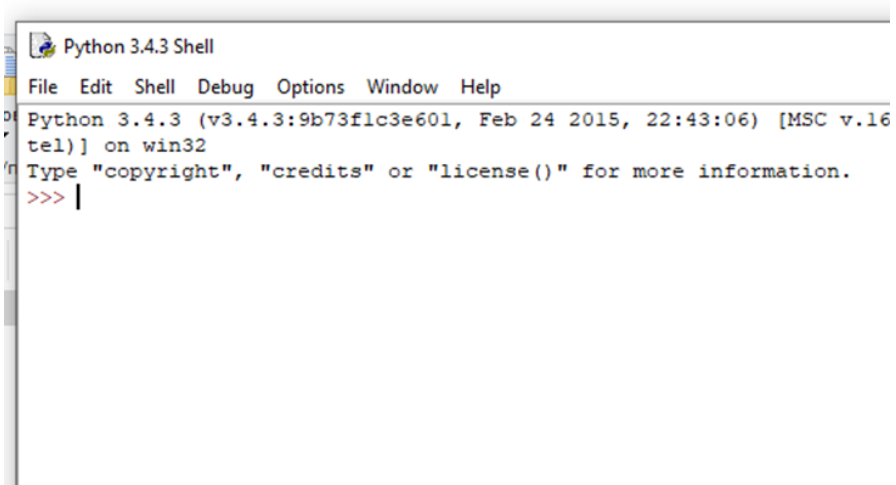 Python 3.4.3 Shell
File Edit Shell Debug Options Window Help
Python 3.4.3 (v3.4.3:9b73f1c3e601, Feb 24 2015, 22:43:06) [MSC v.16
tel)] on win32
Type "copyright", "credits" or "license()" for more information.
>>>